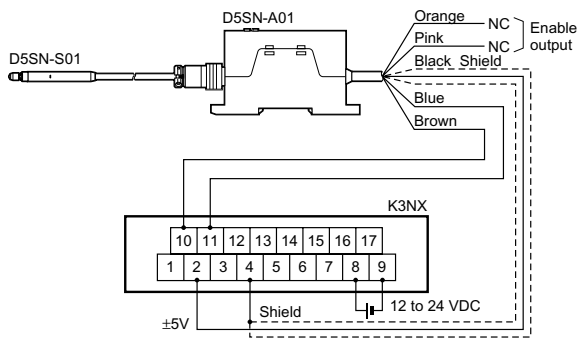 D5SN-A01
Orange
NC
Enable
output
Pink
NC
D5SN-S01
Black Shield
Blue
Brown
K3NX
10 11 12 13 14 15 16 17
1 2 3 4 5 6 7 8 9
Shield
12 to 24 VDC
±5V